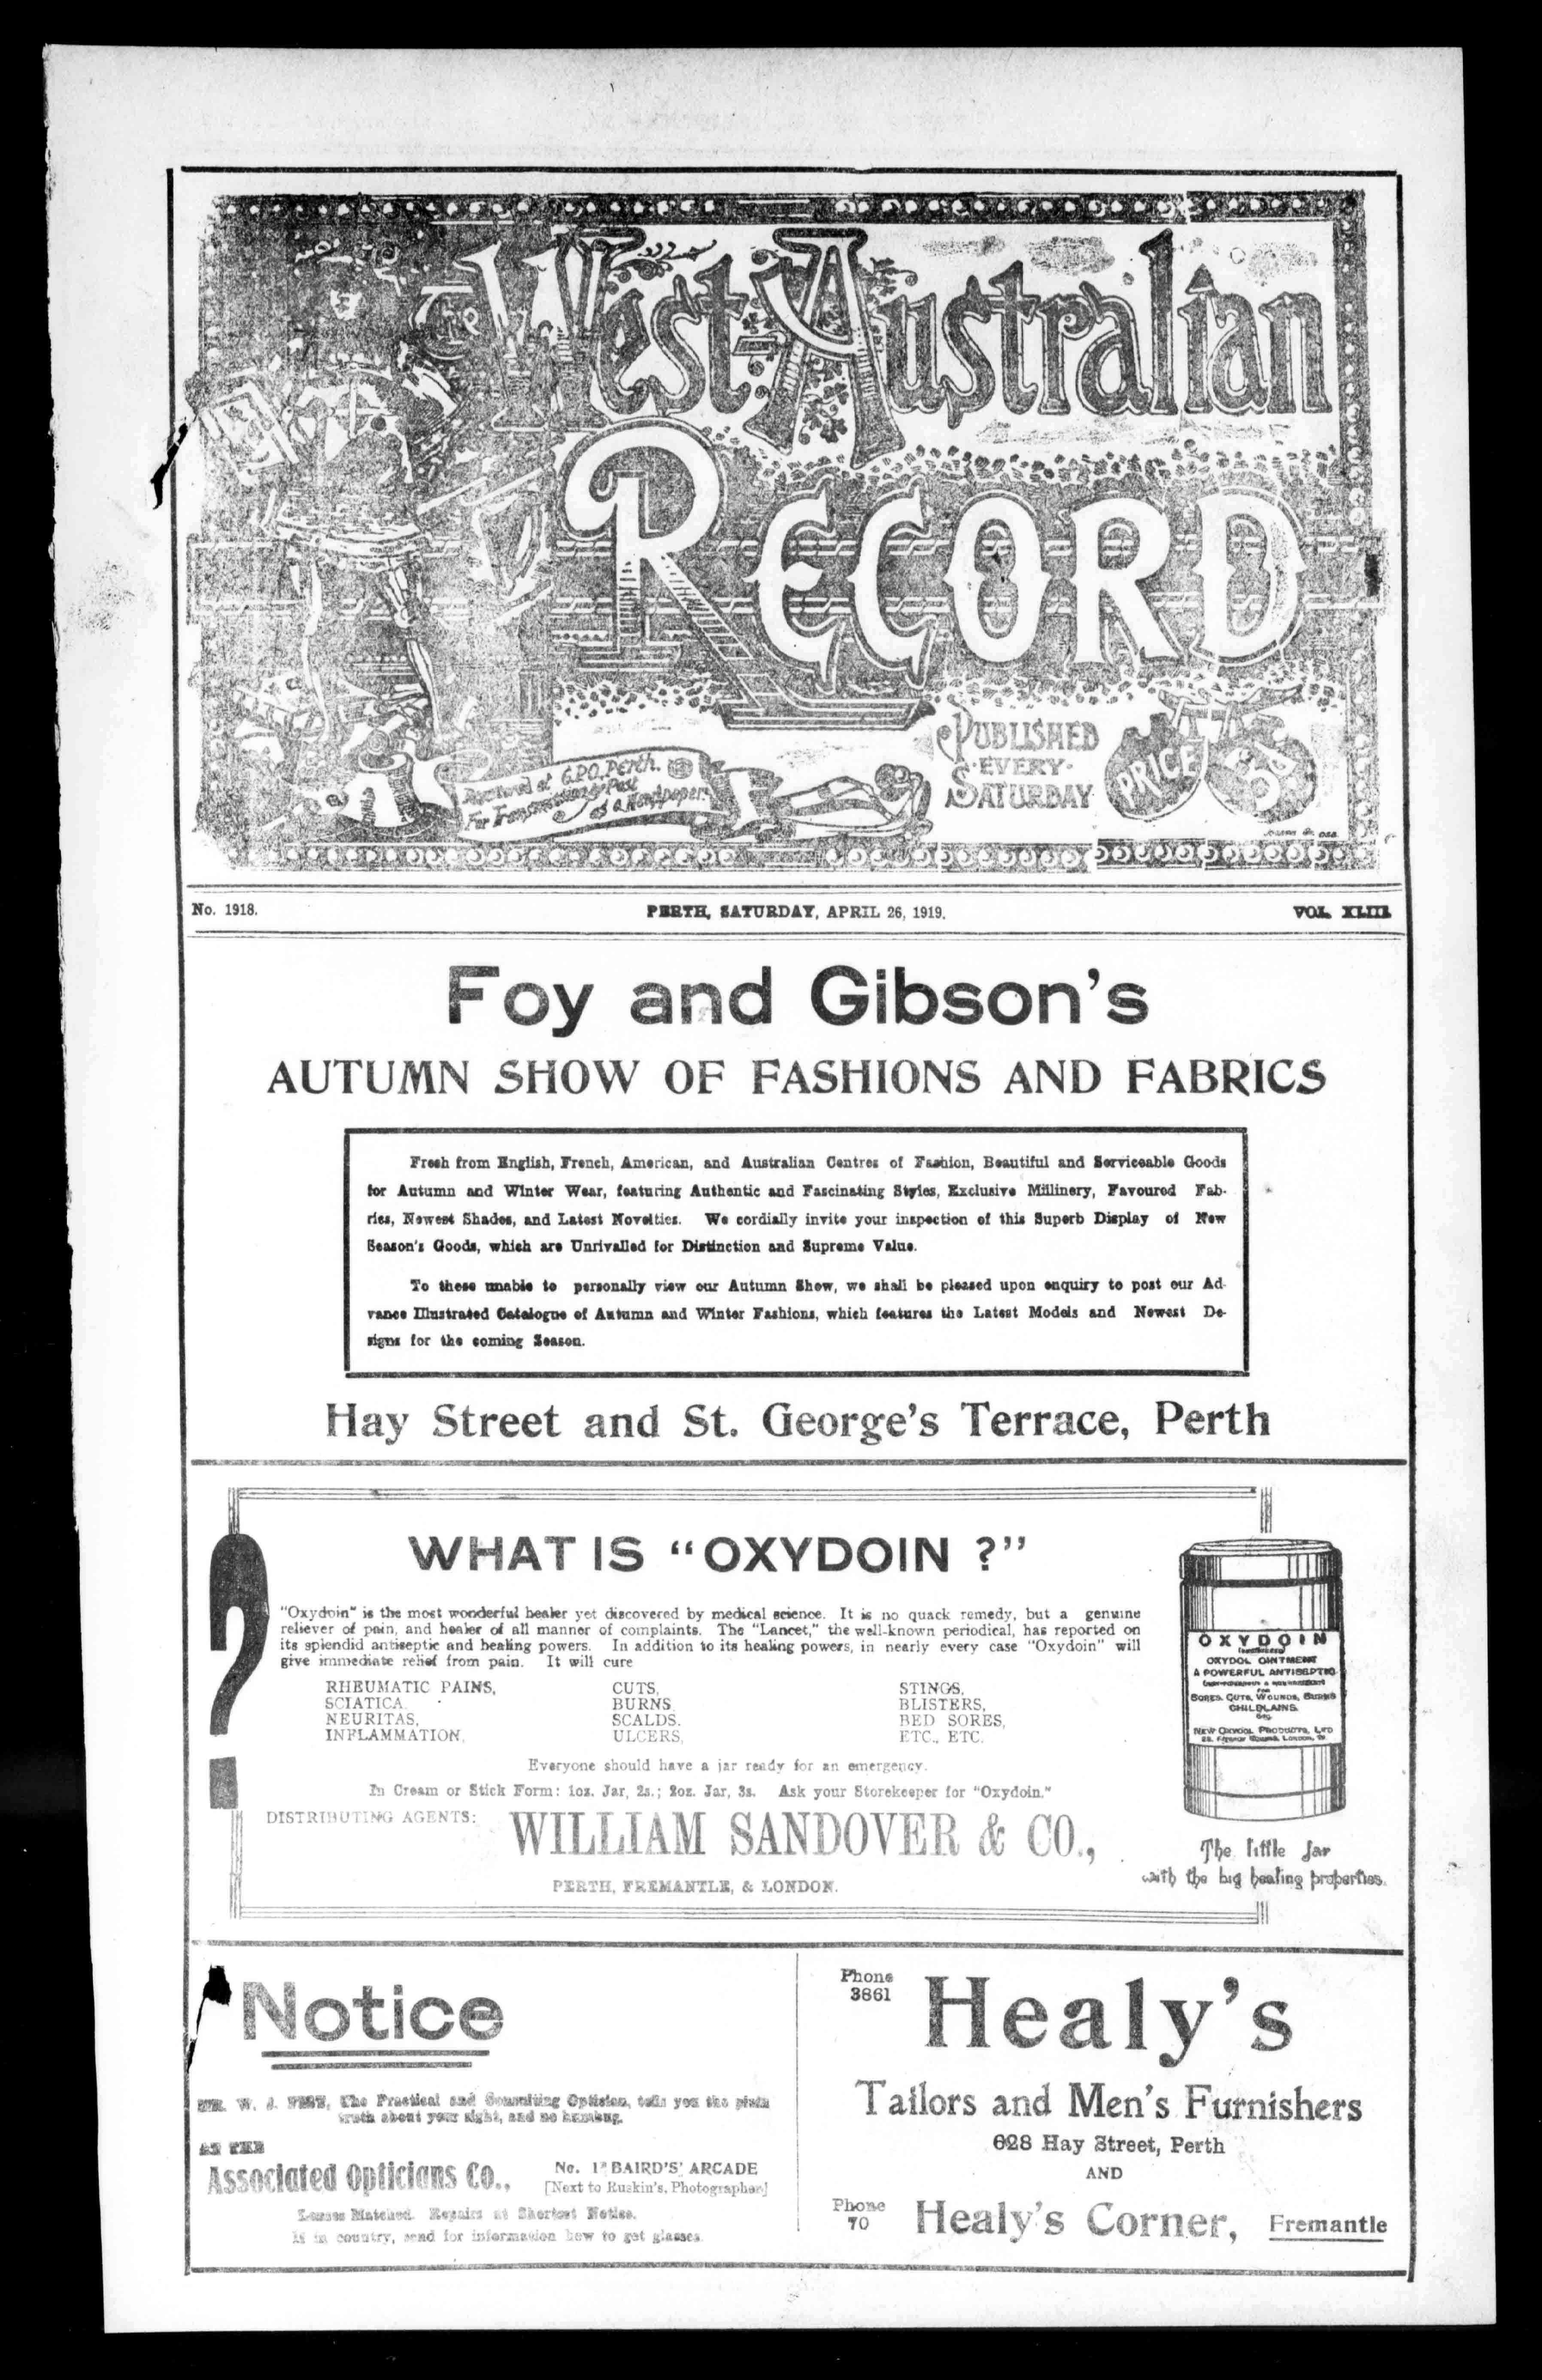 The West Australian
RECORD
Registered at G.P.O. Perth.
For Transmission by Post
as a Newspaper.
PUBLISHED
EVERY
SATURDAY
PRICE 3d
No. 1918. PERTH, SATURDAY, APRIL 26, 1919. VOL. XLIII.
Foy and Gibson's
AUTUMN SHOW OF FASHIONS AND FABRICS
Fresh from English, French, American, and Australian Centres of Fashion, Beautiful and Serviceable Goods
for Autumn and Winter Wear, featuring Authentic and Fascinating Styles, Exclusive Millinery, Favoured Fab-
rics, Newest Shades, and Latest Novelties. We cordially invite your inspection of this Superb Display of New
Season's Goods, which are Unrivalled for Distinction and Supreme Value.
To these unable to personally view our Autumn Show, we shall be pleased upon enquiry to post our Ad-
vance Illustrated Catalogue of Autumn and Winter Fashions, which features the Latest Models and Newest De-
signs for the coming Season.
Hay Street and St. George's Terrace, Perth
?
WHAT IS "OXYDOIN ?"
"Oxydoin" is the most wonderful healer yet discovered by medical science. It is no quack remedy, but a genuine
reliever of pain, and healer of all manner of complaints. The "Lancet," the well-known periodical, has reported on
its splendid antiseptic and healing powers. In addition to its healing powers, in nearly every case "Oxydoin" will
give immediate relief from pain. It will cure
RHEUMATIC PAINS, CUTS, STINGS,
SCIATICA. BURNS, BLISTERS,
NEURITAS, SCALDS. BED SORES,
INFLAMMATION, ULCERS, ETC., ETC.
Everyone should have a jar ready for an emergency.
In Cream or Stick Form: 1oz. Jar, 2s.; 2oz. Jar, 3s. Ask your Storekeeper for "Oxydoin."
DISTRIBUTING AGENTS: WILLIAM SANDOVER & CO.,
PERTH, FREMANTLE, & LONDON.
OXYDOIN
OXYDOL OINTMENT
A POWERFUL ANTISEPTIC
FOR
SORES, CUTS, WOUNDS, BURNS
CHILBLAINS
&c.
NEW OXYDOL PRODUCTS, LTD
The little Jar
with the big healing properties.
Notice
MR. W. J. WEST, The Practical and Consulting Optician, tells you the plain
truth about your sight, and no humbug.
AS THE
Associated Opticians Co., No. 1 BAIRD'S' ARCADE
[Next to Ruskin's, Photographer]
Lenses Matched. Repairs at Shortest Notice.
If in country, send for information how to get glasses.
Phone
3861
Healy's
Tailors and Men's Furnishers
628 Hay Street, Perth
AND
Phone
70
Healy's Corner, Fremantle